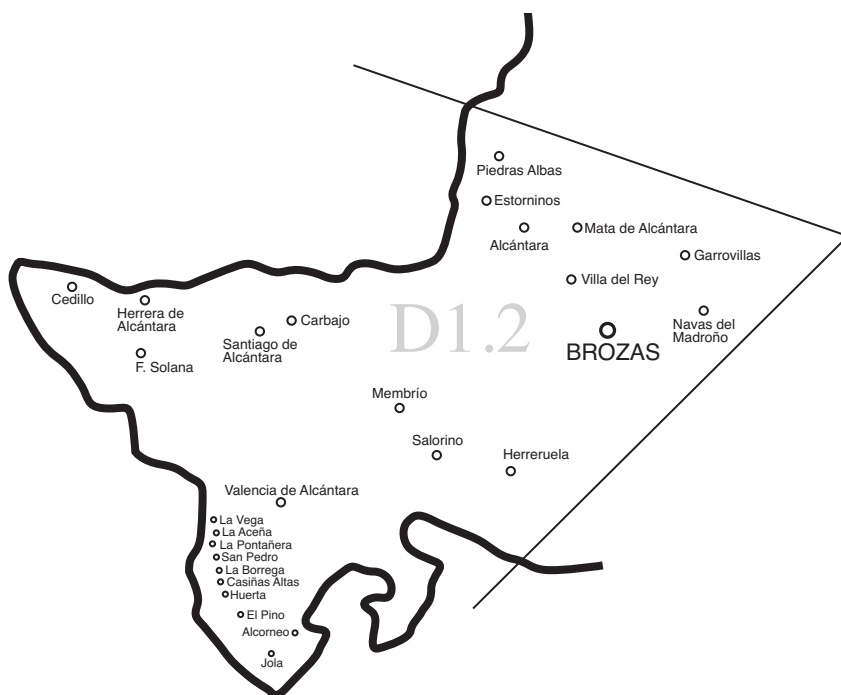 Piedras Albas
Estorninos
Alcántara
Mata de Alcántara
Garrovillas
Villa del Rey
Cedillo
Herrera de
Alcántara
Carbajo
Santiago de
Alcántara
D1.2
Navas del
Madroño
BROZAS
F. Solana
Membrío
Salorino
Herreruela
Valencia de Alcántara
La Vega
La Aceña
La Pontañera
San Pedro
La Borrega
Casiñas Altas
Huerta
El Pino
Alcorneo
Jola